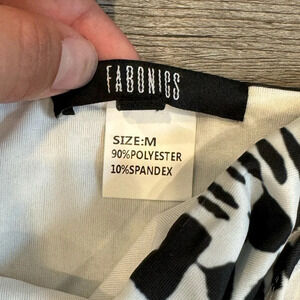 FABONICS
SIZE:M
90%POLYESTER
10%SPANDEX